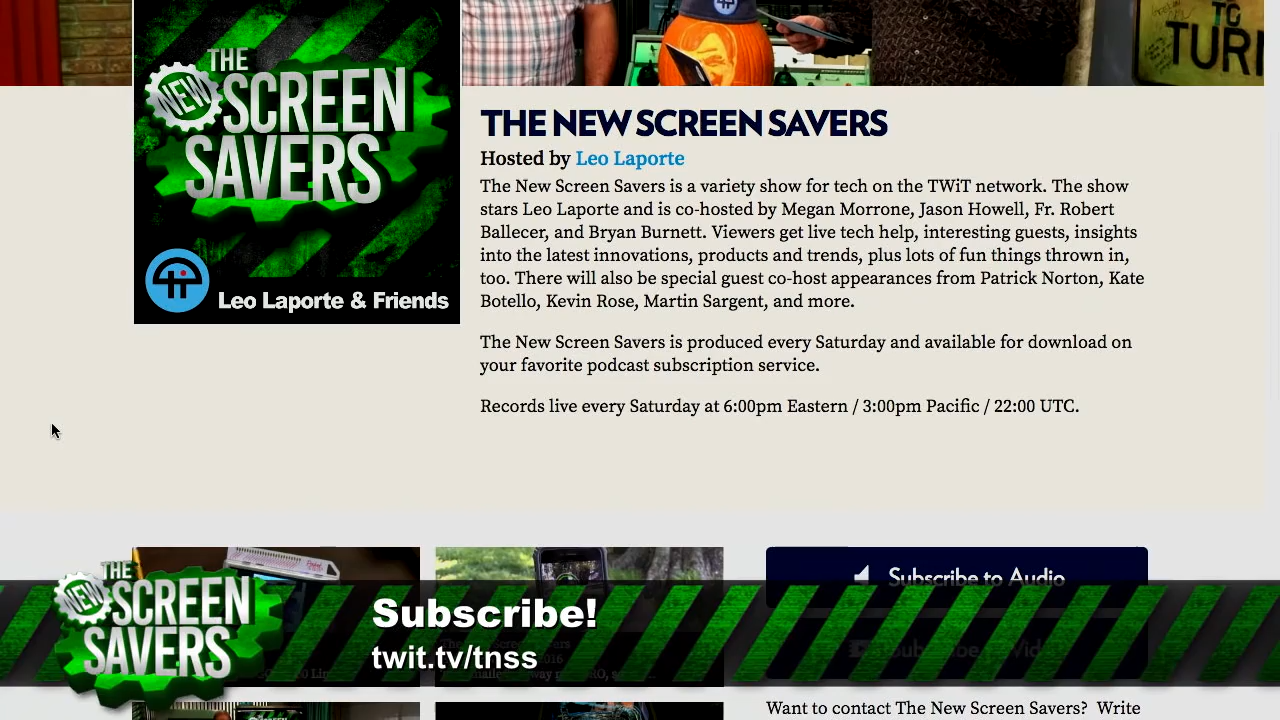 TO
TURN
THE
NEW
SCREEN
SAVERS
Leo Laporte & Friends
THE NEW SCREEN SAVERS
Hosted by Leo Laporte
The New Screen Savers is a variety show for tech on the TWiT network. The show
stars Leo Laporte and is co-hosted by Megan Morrone, Jason Howell, Fr. Robert
Ballecer, and Bryan Burnett. Viewers get live tech help, interesting guests, insights
into the latest innovations, products and trends, plus lots of fun things thrown in,
too. There will also be special guest co-host appearances from Patrick Norton, Kate
Botello, Kevin Rose, Martin Sargent, and more.
The New Screen Savers is produced every Saturday and available for download on
your favorite podcast subscription service.
Records live every Saturday at 6:00pm Eastern / 3:00pm Pacific / 22:00 UTC.
Subscribe to Audio
THE
NEW
SCREEN
SAVERS
Subscribe!
twit.tv/tnss
Want to contact The New Screen Savers? Write